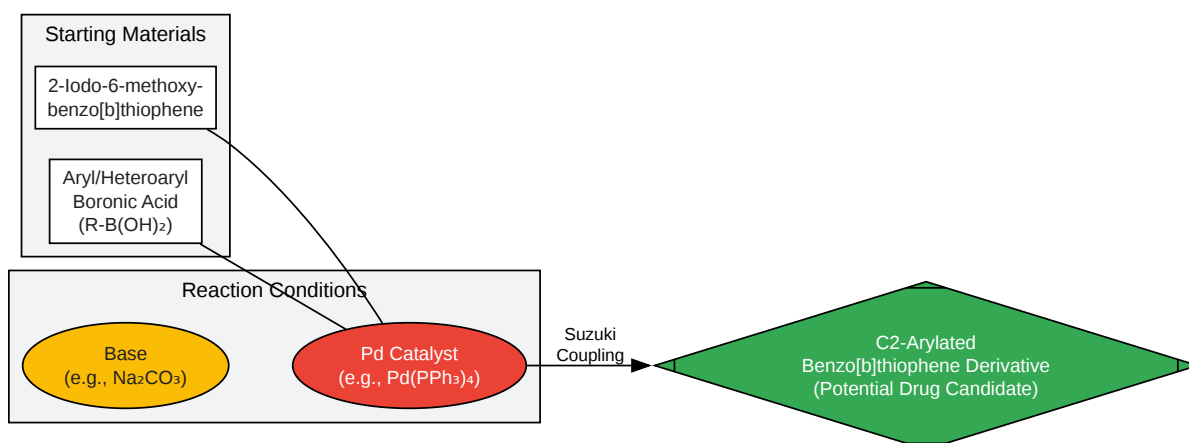 Starting Materials
2-Iodo-6-methoxy-
benzo[b]thiophene
Aryl/Heteroaryl
Boronic Acid
(R-B(OH)₂)
Reaction Conditions
Base
(e.g., Na₂CO₃)
Pd Catalyst
(e.g., Pd(PPh₃)₄)
Suzuki
Coupling
C2-Arylated
Benzo[b]thiophene Derivative
(Potential Drug Candidate)